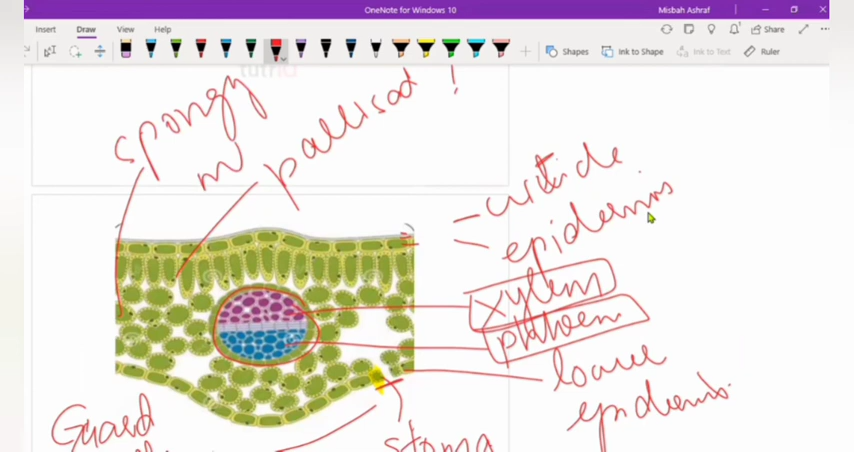 OneNote for Windows 10
Misbah Ashraf
Insert Draw View Help
Share
Shapes Ink to Shape Ink to Text Ruler
spongy
m
pallisad !
cuticle
epidermis
xylem
phloem
lower
epidermis
Guard
stoma